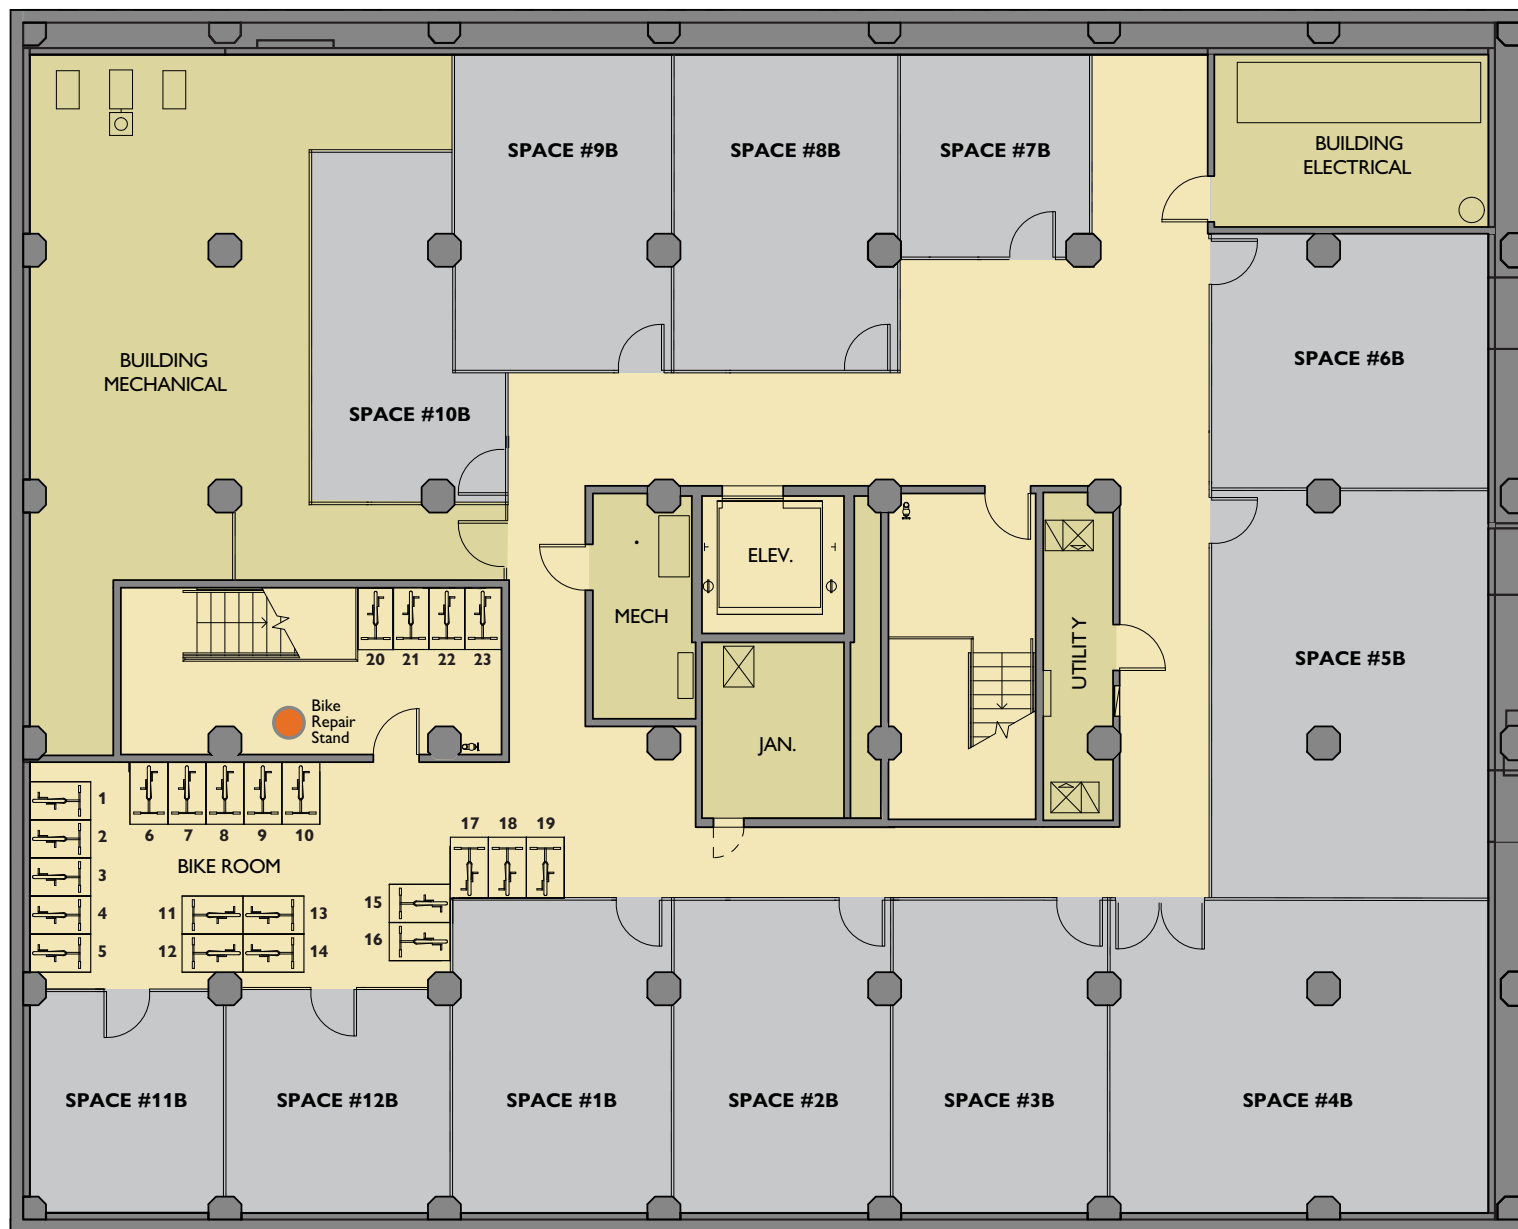 SPACE #9B
SPACE #8B
SPACE #7B
BUILDING
ELECTRICAL
BUILDING
MECHANICAL
SPACE #6B
SPACE #10B
ELEV.
MECH
UTILITY
20
21
22
23
SPACE #5B
Bike
Repair
Stand
JAN.
1
2
3
4
5
6
7
8
9
10
17
18
19
BIKE ROOM
11
12
13
14
15
16
SPACE #11B
SPACE #12B
SPACE #1B
SPACE #2B
SPACE #3B
SPACE #4B